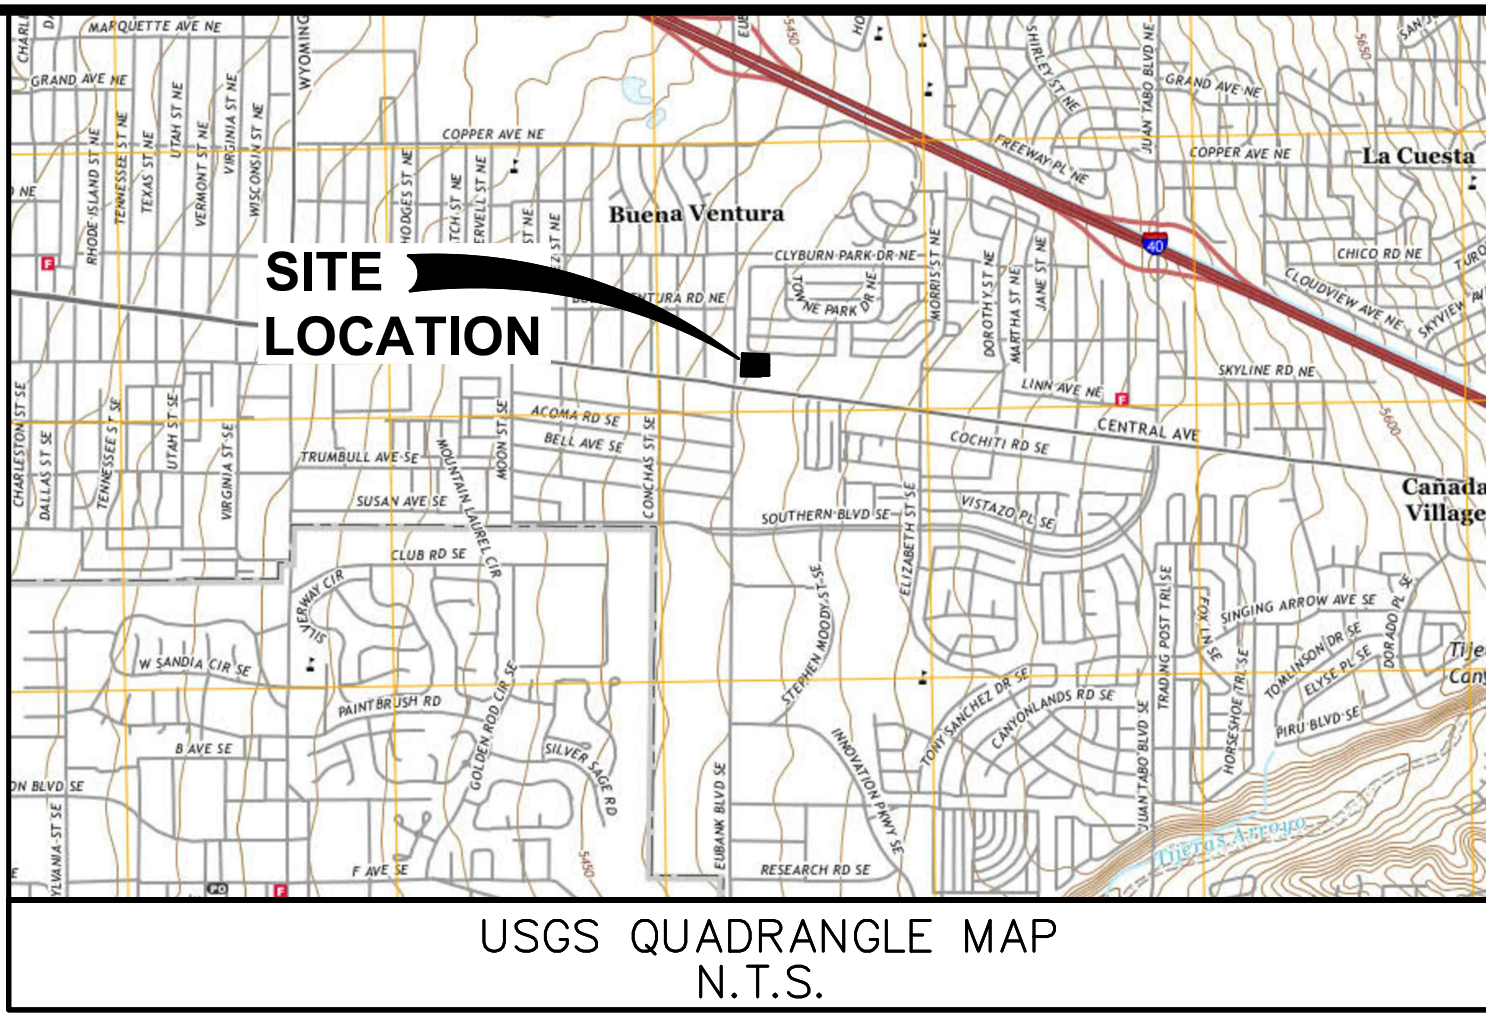 MARQUETTE AVE NE
GRAND AVE NE
WYOMING
5450
SHIRLEY ST NE
JUAN TABO BLVD NE
GRAND AVE NE
5650
COPPER AVE NE
FREEWAY PL NE
COPPER AVE NE
La Cuesta
RHODE ISLAND ST NE
TENNESSEE ST NE
TEXAS ST NE
UTAH ST NE
VERMONT ST NE
VIRGINIA ST NE
WISCONSIN ST NE
HODGES ST NE
Buena Ventura
40
SITE
LOCATION
CLYBURN PARK DR NE
TOWNE PARK DR NE
MORRIS ST NE
DOROTHY ST NE
MARTHA ST NE
JANE ST NE
CHICO RD NE
CLOUDVIEW AVE NE
F
SKYLINE RD NE
LINN AVE NE
F
CENTRAL AVE
5600
CHARLESTON ST SE
DALLAS ST SE
TENNESSEE ST SE
UTAH ST SE
VIRGINIA ST SE
TRUMBULL AVE SE
SUSAN AVE SE
MOUNTAIN LAUREL CIR
MOON ST SE
ACOMA RD SE
BELL AVE SE
CONCHAS ST SE
COCHITI RD SE
SOUTHERN BLVD SE
ELIZABETH ST SE
VISTAZO PL SE
Cañada
Village
CLUB RD SE
SILVERWAY CIR
STEPHEN MOODY ST SE
TRADING POST TRL SE
FOX LN SE
HORSESHOE TRL SE
SINGING ARROW AVE SE
TOMLINSON DR SE
ELYSE PL SE
DORADO PL SE
PIRU BLVD SE
W SANDIA CIR SE
PAINTBRUSH RD
GOLDEN ROD CIR SE
SILVER SAGE RD
B AVE SE
TONY SANCHEZ DR SE
CANYONLANDS RD SE
JUAN TABO BLVD SE
INNOVATION PKWY SE
EUBANK BLVD SE
RESEARCH RD SE
Tijeras Arroyo
5450
F AVE SE
PO
F
USGS QUADRANGLE MAP
N.T.S.